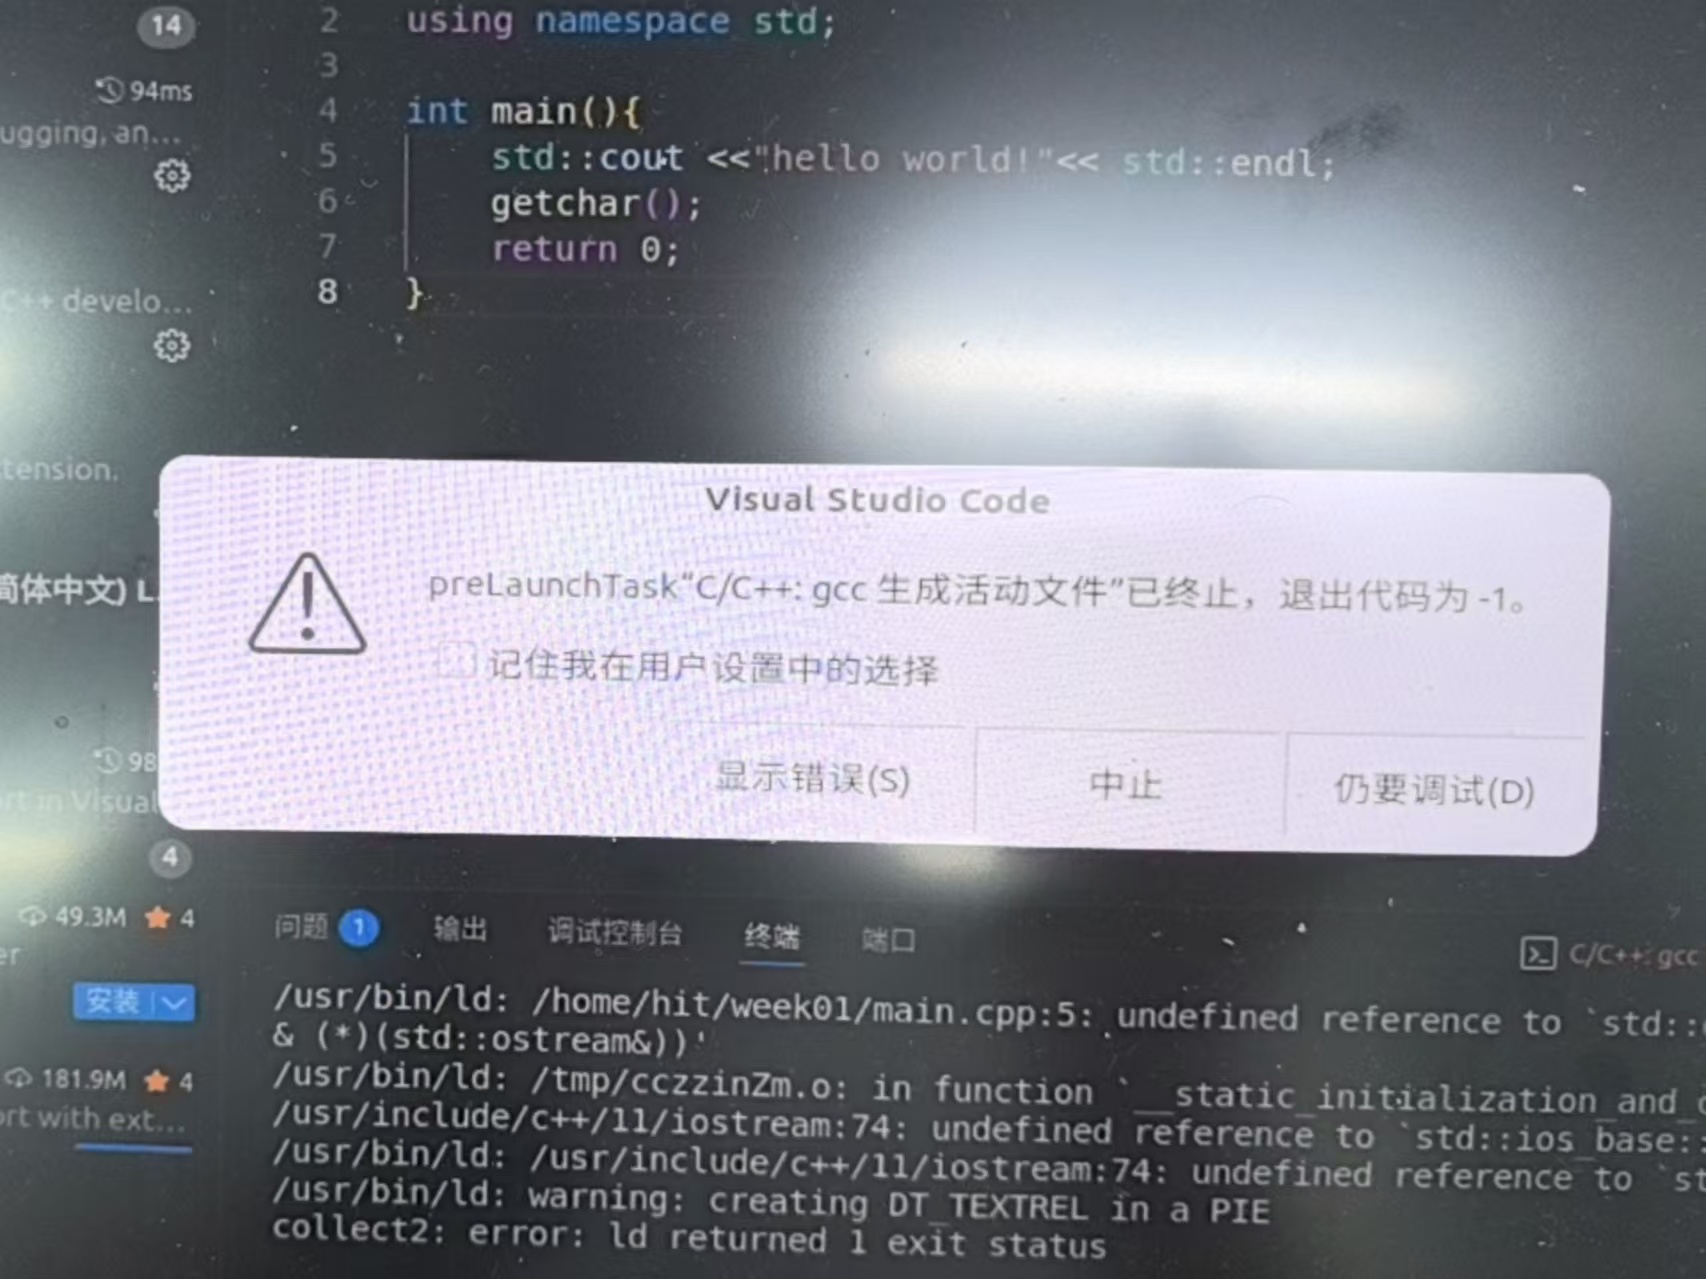 14
94ms
ugging, an...
C++ develo...
tension.
简体中文) L
98
rt in Visual
4
49.3M ★ 4
er
安装
181.9M ★ 4
ort with ext...
2 using namespace std;
3
4 int main(){
5 std::cout <<"hello world!"<< std::endl;
6 getchar();
7 return 0;
8 }
Visual Studio Code
preLaunchTask“C/C++: gcc 生成活动文件”已终止，退出代码为 -1。
记住我在用户设置中的选择
显示错误(S) 中止 仍要调试(D)
问题 1 输出 调试控制台 终端 端口 C/C++: gcc
/usr/bin/ld: /home/hit/week01/main.cpp:5: undefined reference to `std::
& (*)(std::ostream&))'
/usr/bin/ld: /tmp/cczzinZm.o: in function `__static_initialization_and_
/usr/include/c++/11/iostream:74: undefined reference to `std::ios_base::
/usr/bin/ld: /usr/include/c++/11/iostream:74: undefined reference to `st
/usr/bin/ld: warning: creating DT_TEXTREL in a PIE
collect2: error: ld returned 1 exit status